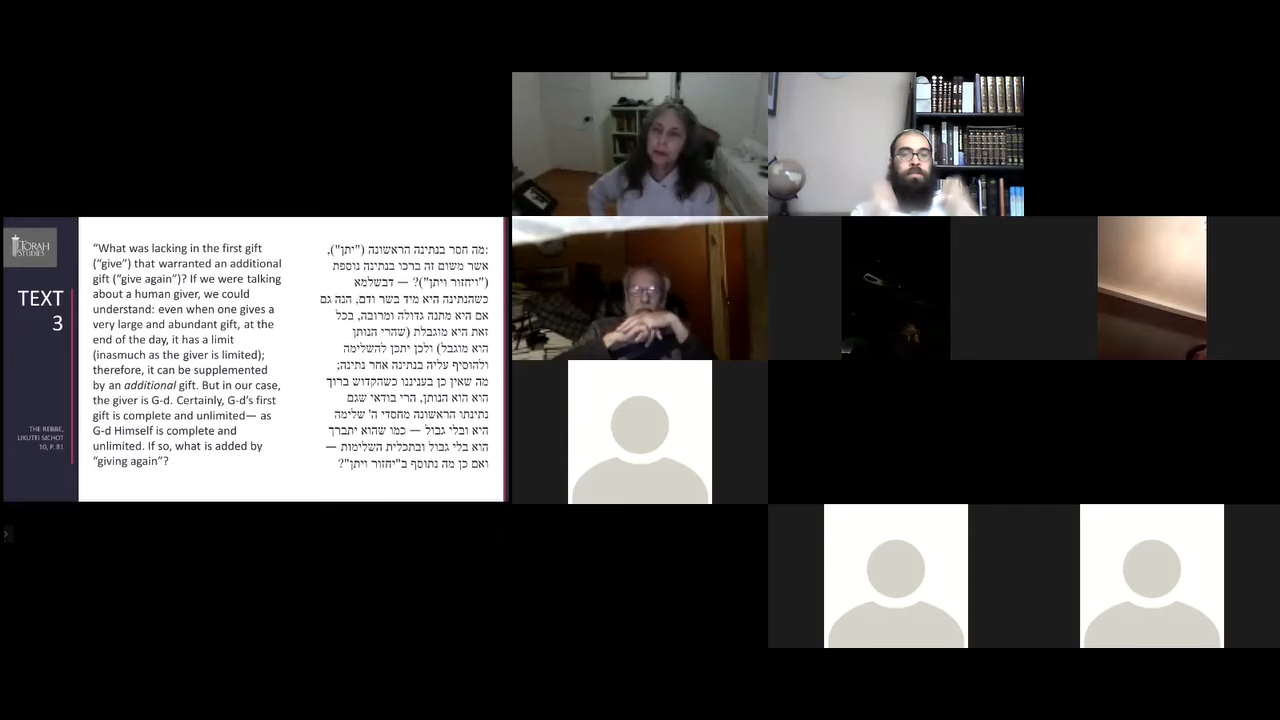 TORAH
STUDIES
TEXT
3
THE REBBE,
LIKUTEI SICHOT
10, P. 81
“What was lacking in the first gift
(“give”) that warranted an additional
gift (“give again”)? If we were talking
about a human giver, we could
understand: even when one gives a
very large and abundant gift, at the
end of the day, it has a limit
(inasmuch as the giver is limited);
therefore, it can be supplemented
by an additional gift. But in our case,
the giver is G-d. Certainly, G-d’s first
gift is complete and unlimited— as
G-d Himself is complete and
unlimited. If so, what is added by
“giving again”?
מה חסר בנתינה הראשונה ("יתן"),:
אשר משום זה ברכו בנתינה נוספת
("ויחזור ויתן")? — דבשלמא
כשהנתינה היא מיד בשר ודם, הנה גם
אם היא מתנה גדולה ומרובה, בכל
זאת היא מוגבלת (שהרי הנותן
הוא מוגבל) ולכן יתכן להשלימה
ולהוסיף עליה בנתינה אחר נתינה;
מה שאין כן בעניננו כשהקדוש ברוך
הוא הוא הנותן, הרי בודאי שגם
נתינתו הראשונה מחסדי ה' שלימה
היא ובלי גבול — כמו שהוא יתברך
הוא בלי גבול ובתכלית השלימות —
ואם כן מה נתוסף ב"יחזור ויתן"?